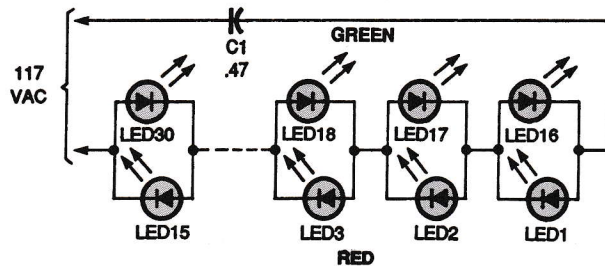 C1
.47
GREEN
117
VAC
LED30
LED18
LED17
LED16
LED15
LED3
LED2
LED1
RED